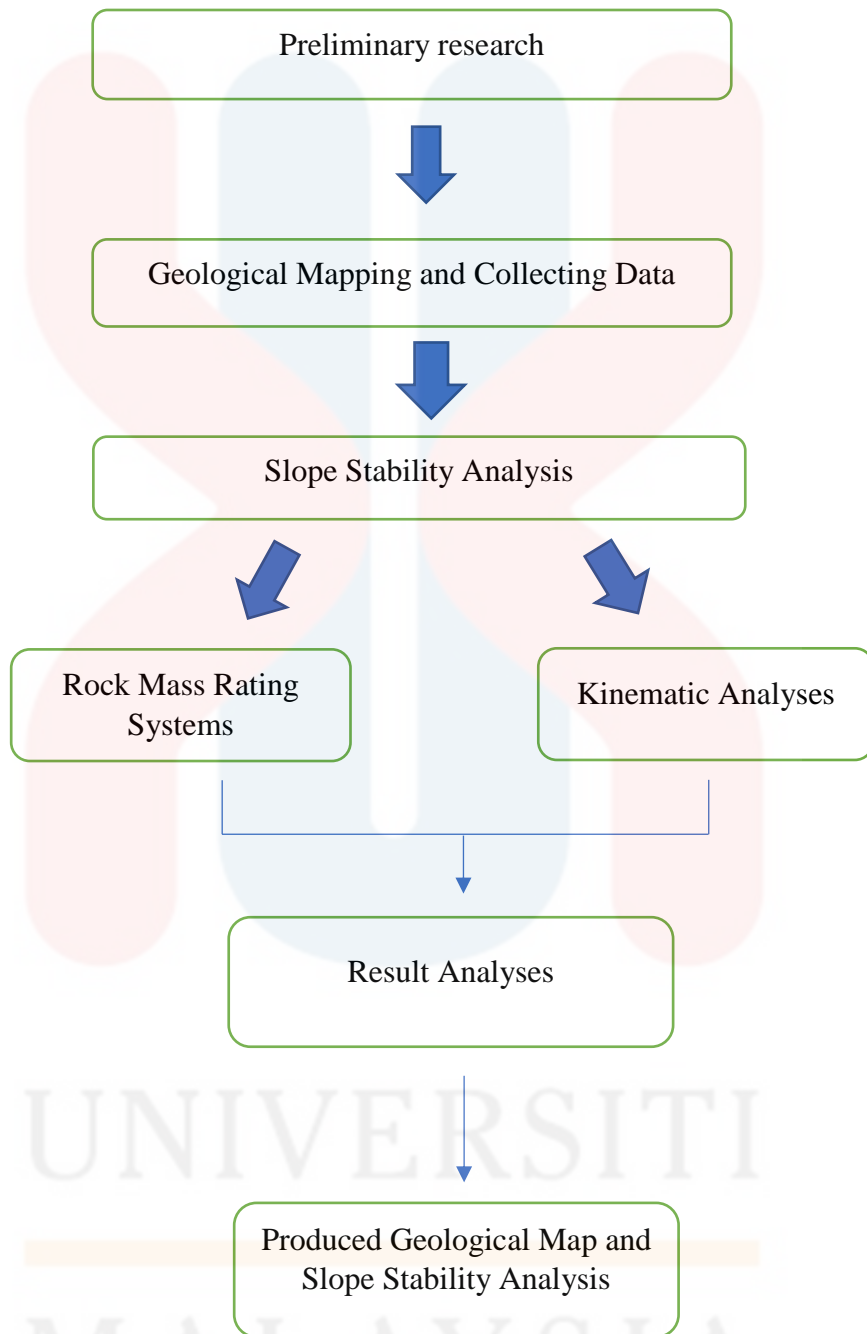 Preliminary research
Geological Mapping and Collecting Data
Slope Stability Analysis
Rock Mass Rating
Systems
Kinematic Analyses
Result Analyses
UNIVERSITI
Produced Geological Map and
Slope Stability Analysis
MALAYSIA